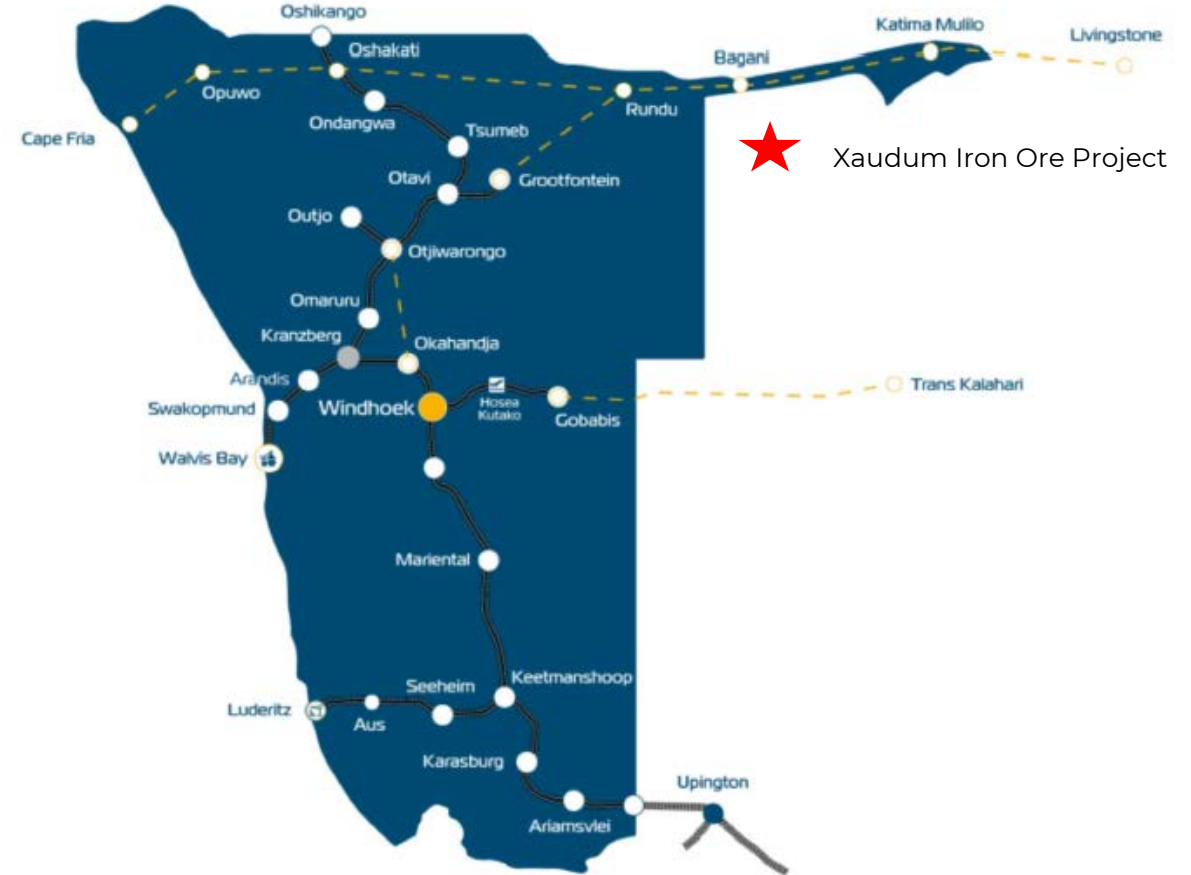 Oshikango
Katima Mulilo
Livingstone
Oshakati
Bagani
Opuwo
Rundu
Ondangwa
Cape Fria
Tsumeb
Xaudum Iron Ore Project
Otavi
Grootfontein
Outjo
Otjiwarongo
Omaruru
Kranzberg
Okahandja
Arandis
Trans Kalahari
Swakopmund
Windhoek
Hosea
Kutako
Gobabis
Walvis Bay
Mariental
Keetmanshoop
Seeheim
Luderitz
Aus
Karasburg
Upington
Ariamsvlei